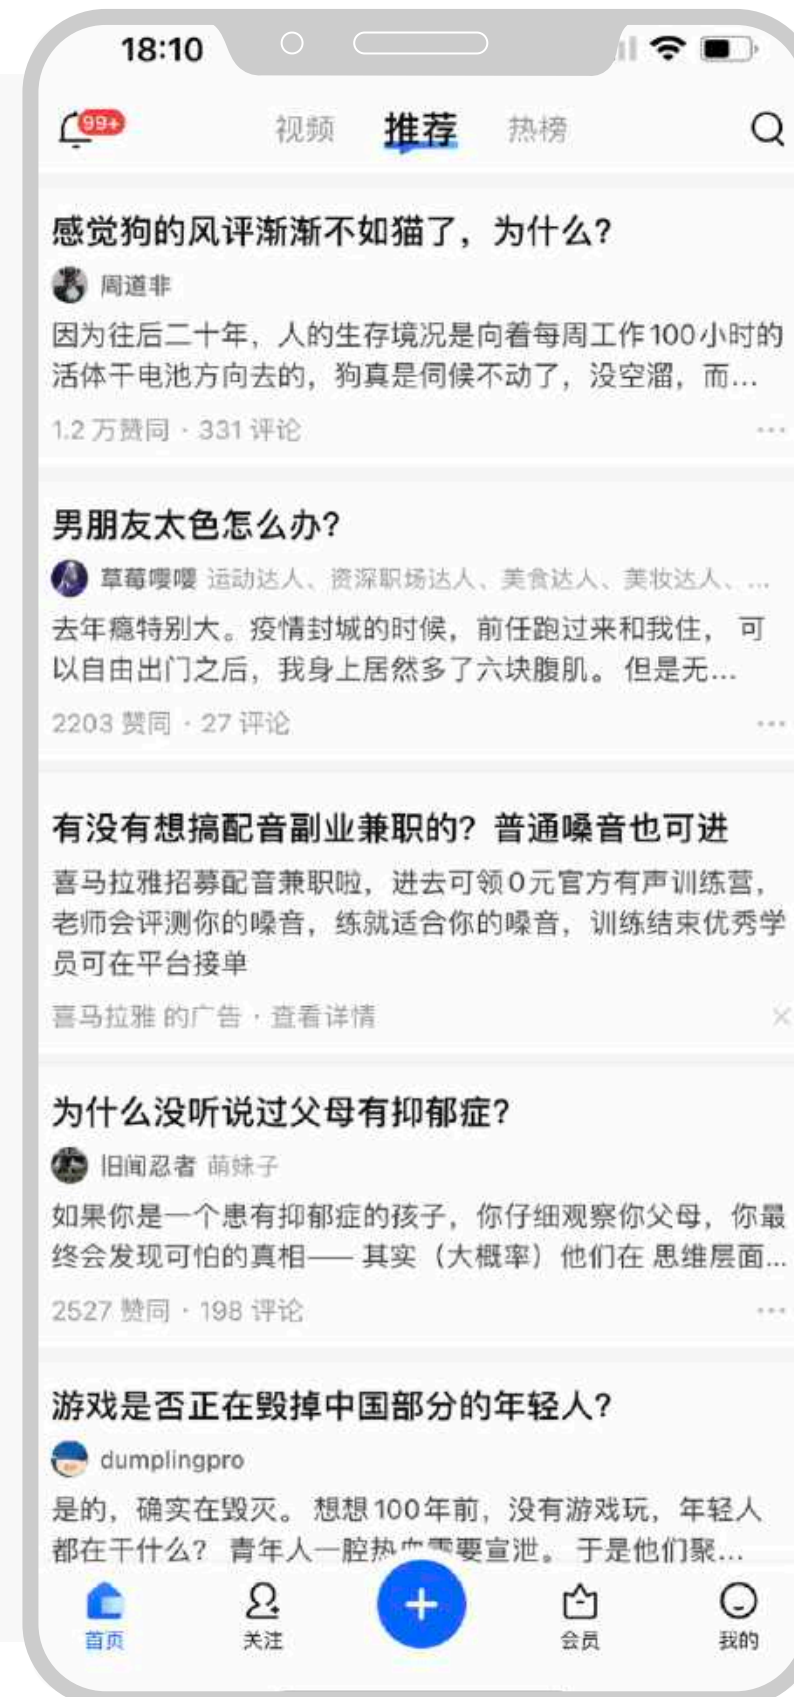 18:10
99+
视频 推荐 热榜
感觉狗的风评渐渐不如猫了，为什么？
周道非
因为往后二十年，人的生存境况是向着每周工作100小时的
活体干电池方向去的，狗真是伺候不动了，没空溜，而...
1.2 万赞同 · 331 评论
男朋友太色怎么办？
草莓嘤嘤 运动达人、资深职场达人、美食达人、美妆达人、...
去年瘾特别大。疫情封城的时候，前任跑过来和我住， 可
以自由出门之后，我身上居然多了六块腹肌。 但是无...
2203 赞同 · 27 评论
有没有想搞配音副业兼职的？普通嗓音也可进
喜马拉雅招募配音兼职啦，进去可领0元官方有声训练营，
老师会评测你的嗓音，练就适合你的嗓音，训练结束优秀学
员可在平台接单
喜马拉雅 的广告 · 查看详情
为什么没听说过父母有抑郁症？
旧闻忍者 萌妹子
如果你是一个患有抑郁症的孩子，你仔细观察你父母，你最
终会发现可怕的真相—— 其实（大概率）他们在 思维层面...
2527 赞同 · 198 评论
游戏是否正在毁掉中国部分的年轻人？
dumplingpro
是的，确实在毁灭。 想想100年前，没有游戏玩，年轻人
都在干什么？ 青年人一腔热血需要宣泄。 于是他们聚...
首页 关注 会员 我的